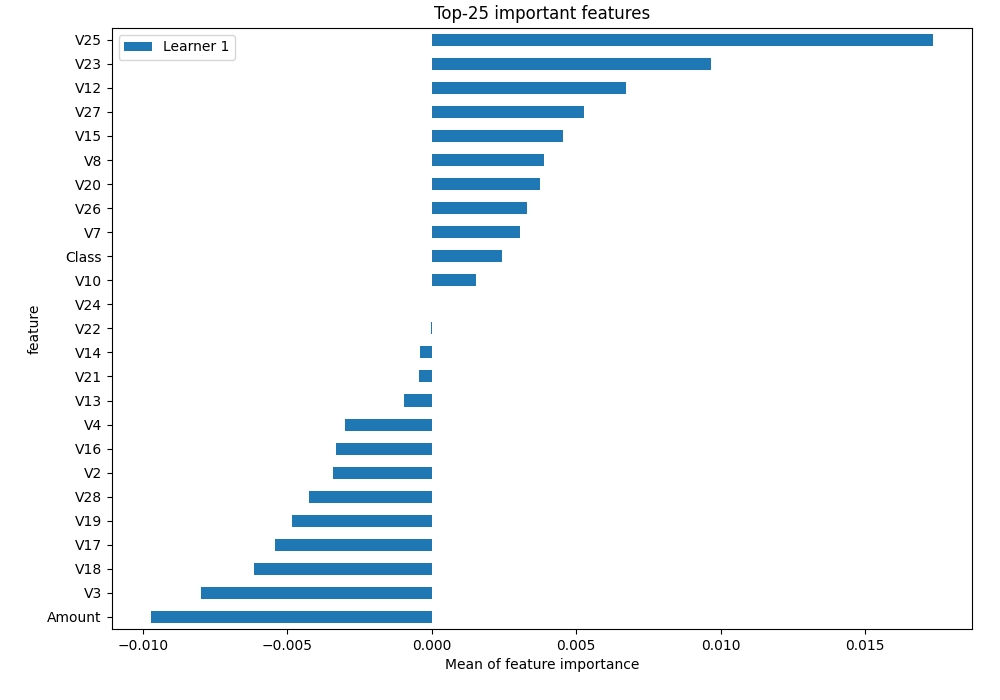 Top-25 important features
Learner 1
V25
V23
V12
V27
V15
V8
V20
V26
V7
Class
V10
V24
V22
V14
V21
V13
V4
V16
V2
V28
V19
V17
V18
V3
Amount
feature
−0.010 −0.005 0.000 0.005 0.010 0.015
Mean of feature importance